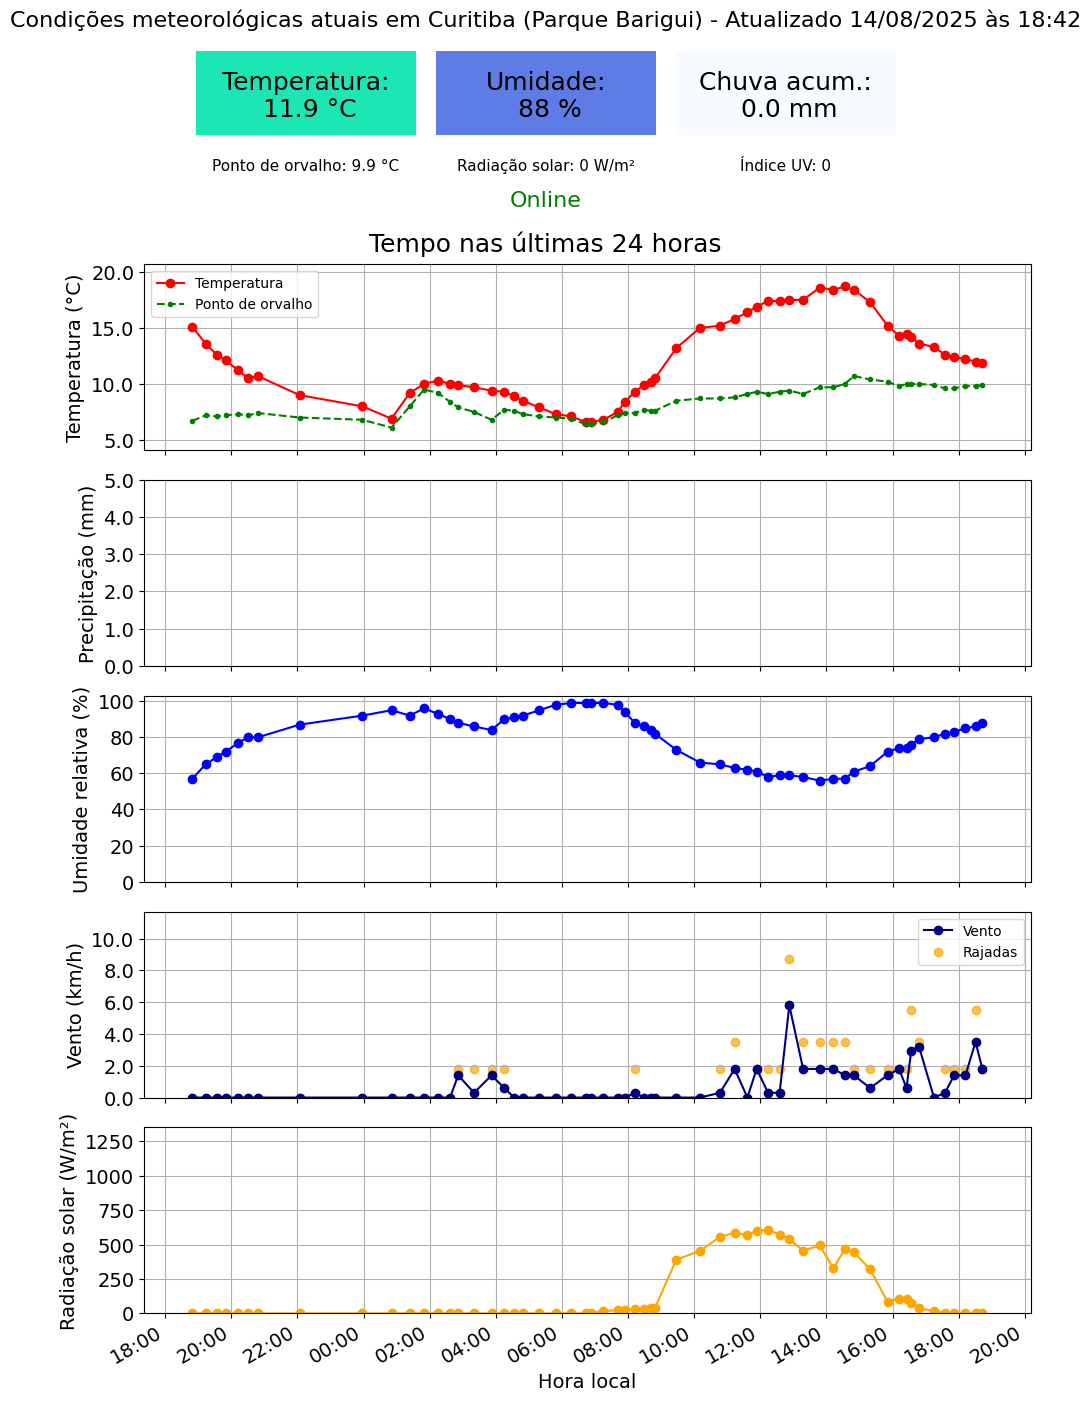 Condições meteorológicas atuais em Curitiba (Parque Barigui) - Atualizado 14/08/2025 às 18:42
Temperatura:
11.9 °C
Umidade:
88 %
Chuva acum.:
0.0 mm
Ponto de orvalho: 9.9 °C
Radiação solar: 0 W/m²
Índice UV: 0
Online
Tempo nas últimas 24 horas
Temperatura (°C)
20.0
15.0
10.0
5.0
Temperatura
Ponto de orvalho
Precipitação (mm)
5.0
4.0
3.0
2.0
1.0
0.0
Umidade relativa (%)
100
80
60
40
20
0
Vento (km/h)
10.0
8.0
6.0
4.0
2.0
0.0
Vento
Rajadas
Radiação solar (W/m²)
1250
1000
750
500
250
0
18:00
20:00
22:00
00:00
02:00
04:00
06:00
08:00
10:00
12:00
14:00
16:00
18:00
20:00
Hora local